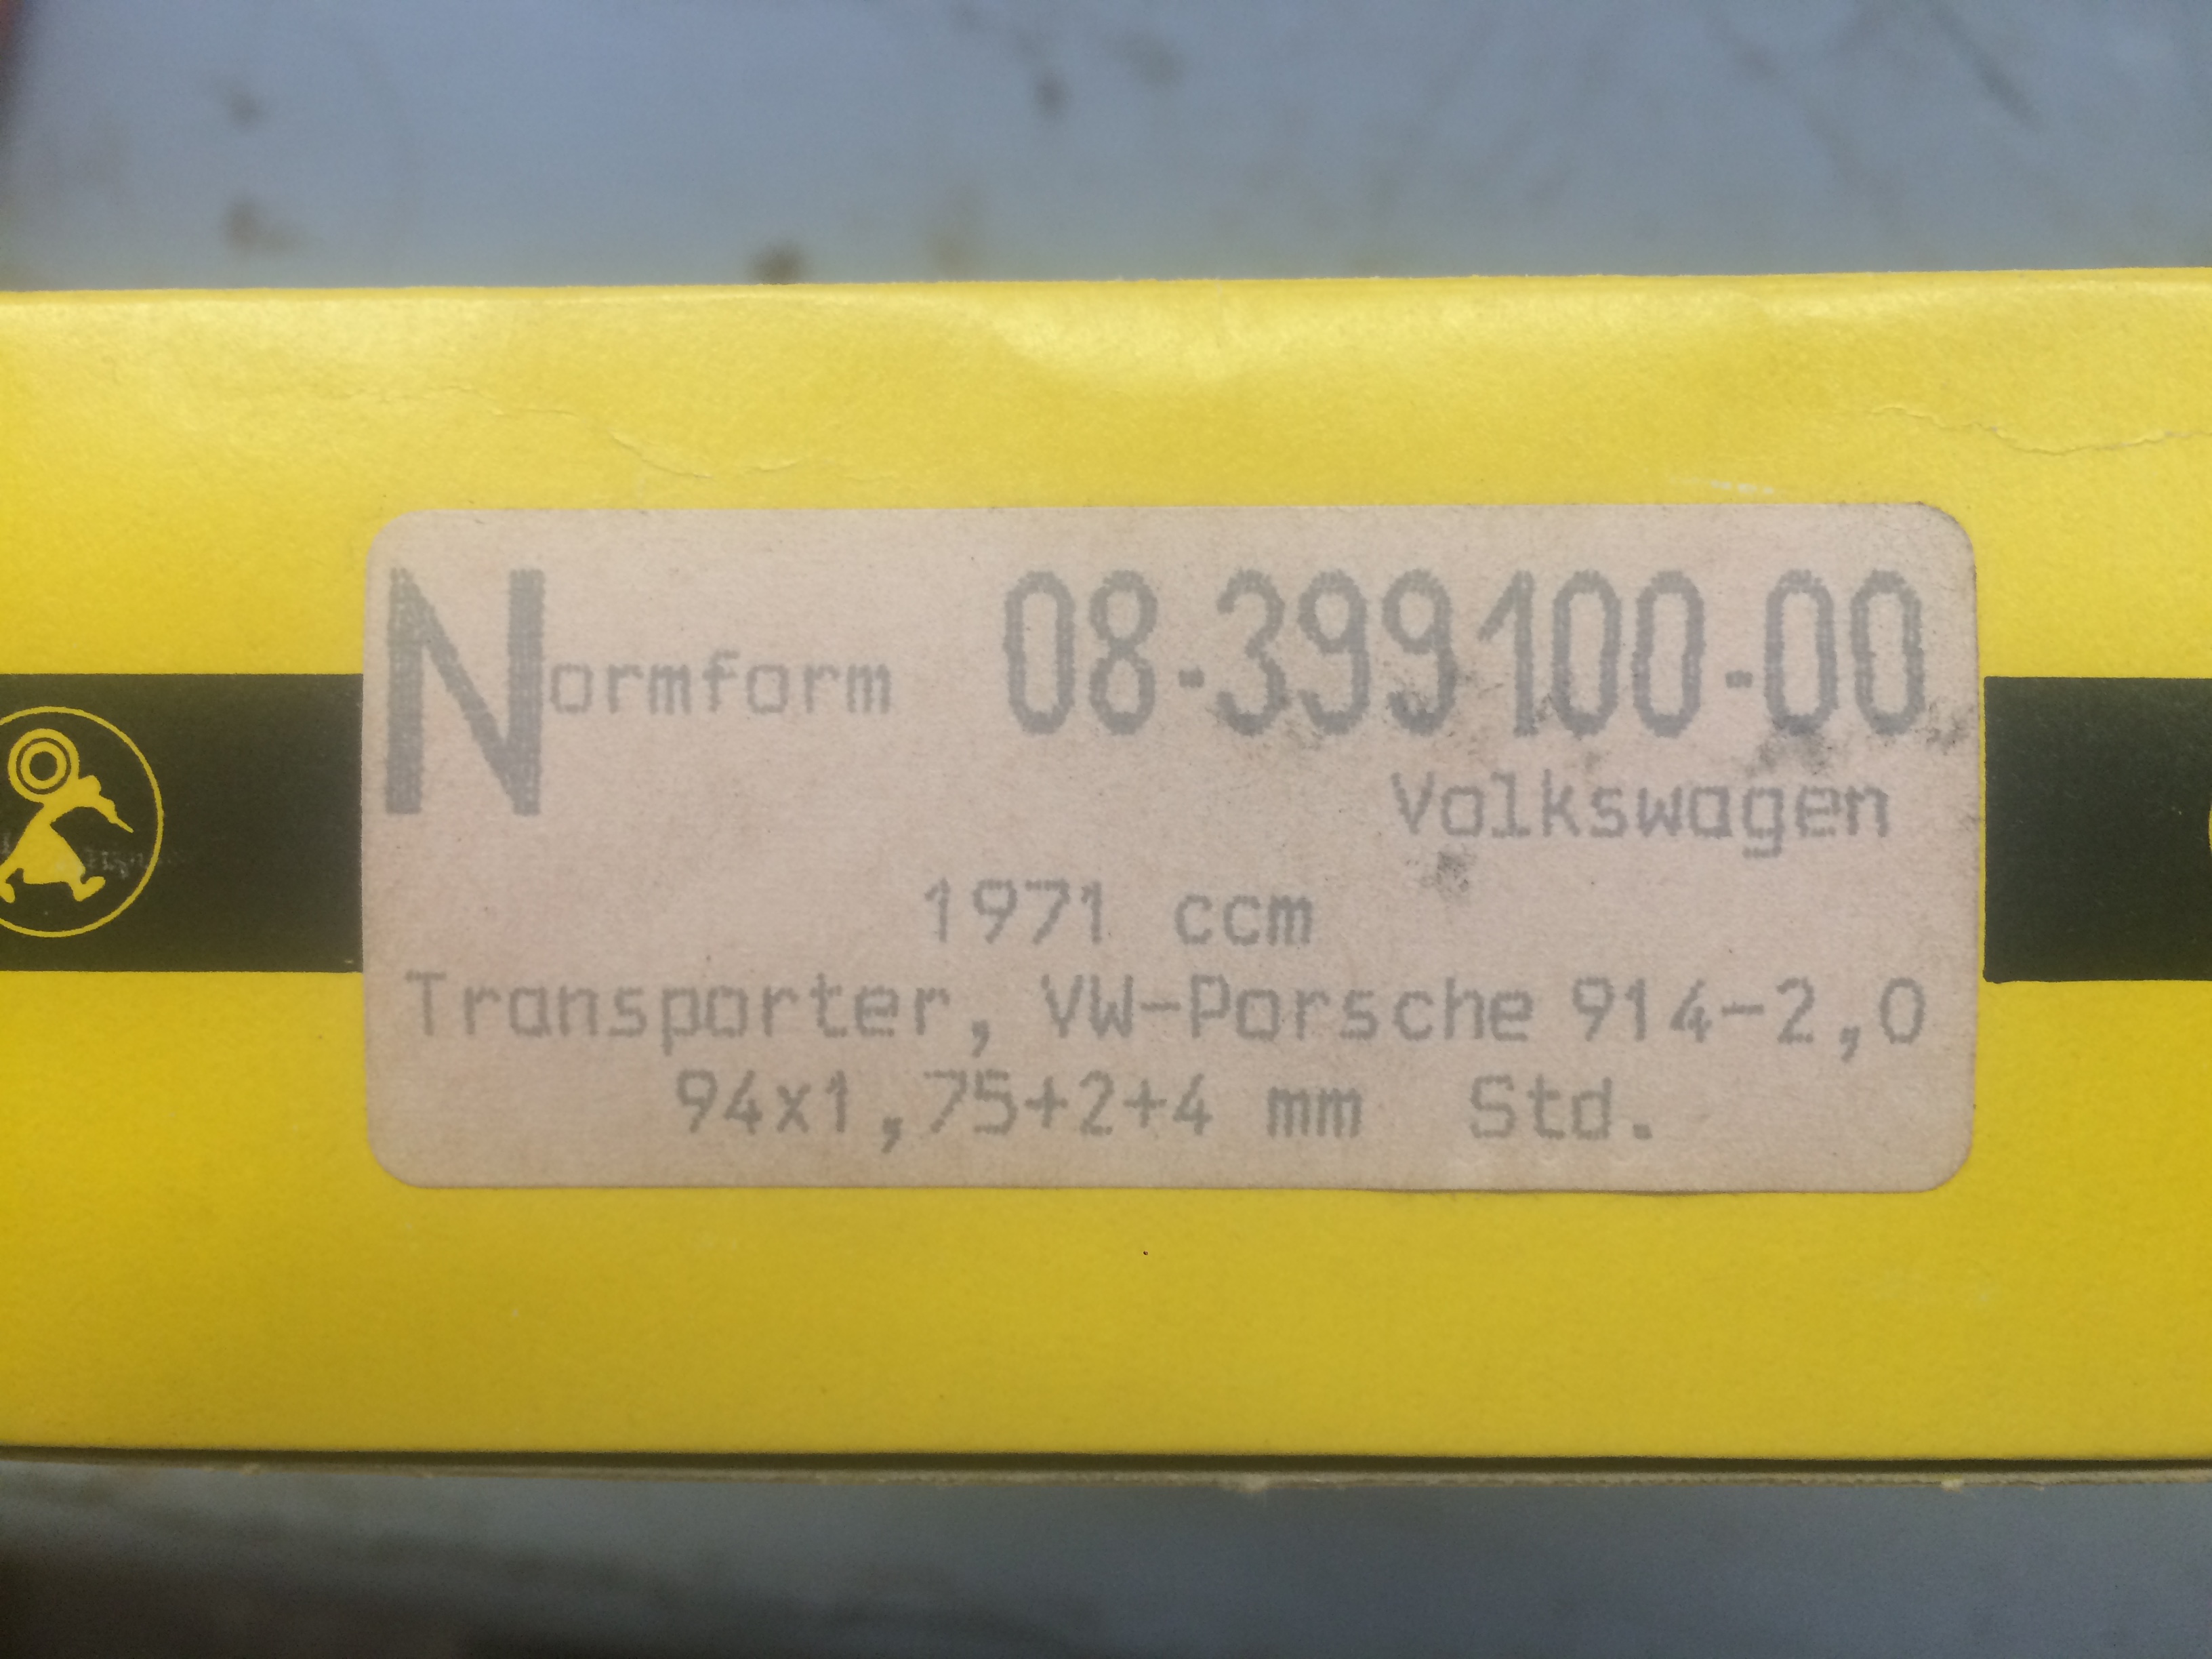 Normform 08-399100-00
Volkswagen
1971 ccm
Transporter, VW-Porsche 914-2,0
94x1,75+2+4 mm Std.